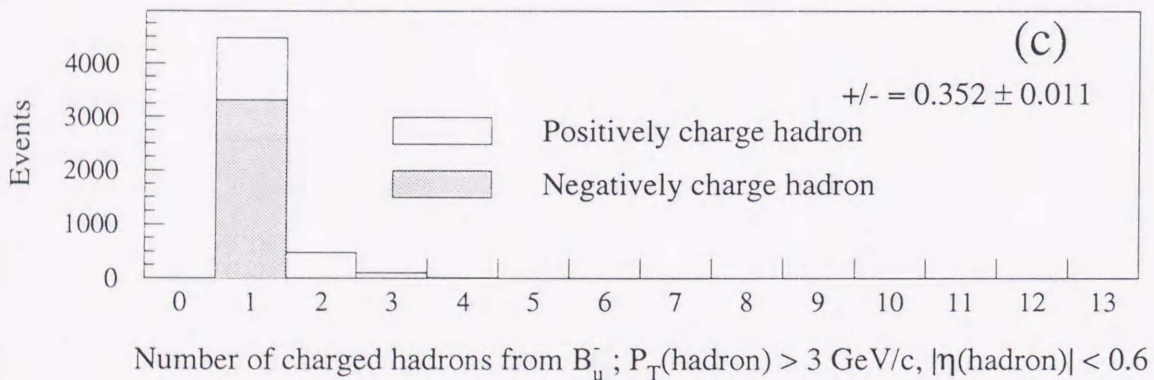 (c)
4000
+/- = 0.352 ± 0.011
3000
Positively charge hadron
Events
2000
Negatively charge hadron
1000
0
0 1 2 3 4 5 6 7 8 9 10 11 12 13
Number of charged hadrons from B_u^- ; P_T(hadron) > 3 GeV/c, |η(hadron)| < 0.6